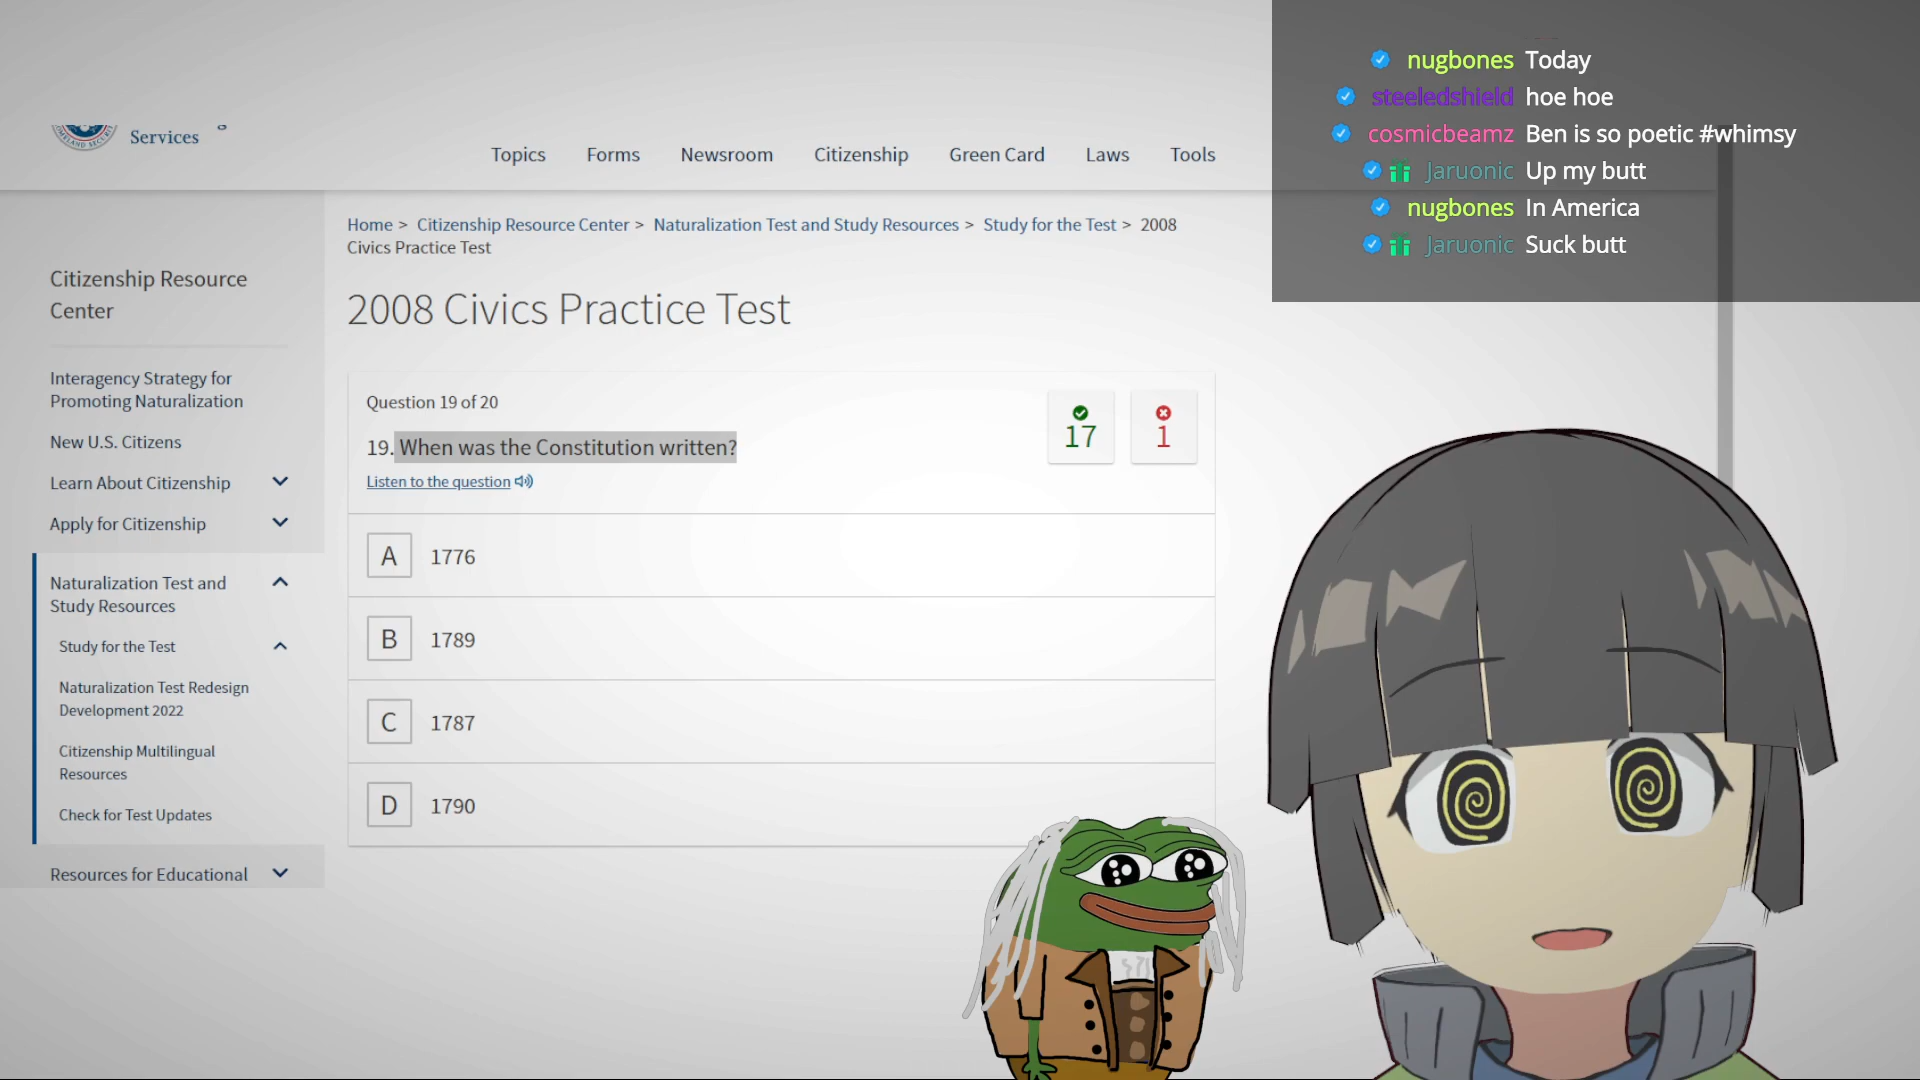 Services
Topics Forms Newsroom Citizenship Green Card Laws Tools
Home > Citizenship Resource Center > Naturalization Test and Study Resources > Study for the Test > 2008
Civics Practice Test
Citizenship Resource
Center
Interagency Strategy for
Promoting Naturalization
New U.S. Citizens
Learn About Citizenship
Apply for Citizenship
Naturalization Test and
Study Resources
Study for the Test
Naturalization Test Redesign
Development 2022
Citizenship Multilingual
Resources
Check for Test Updates
Resources for Educational
2008 Civics Practice Test
Question 19 of 20
17
1
19. When was the Constitution written?
Listen to the question
A 1776
B 1789
C 1787
D 1790
nugbones Today
steeledshield hoe hoe
cosmicbeamz Ben is so poetic #whimsy
Jaruonic Up my butt
nugbones In America
Jaruonic Suck butt